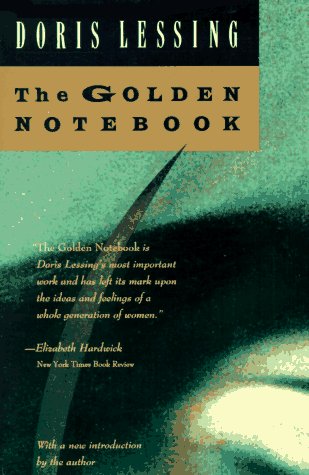 DORIS LESSING
The GOLDEN
NOTEBOOK
"The Golden Notebook is
Doris Lessing's most important
work and has left its mark upon
the ideas and feelings of a
whole generation of women."
—Elizabeth Hardwick
New York Times Book Review
With a new introduction
by the author